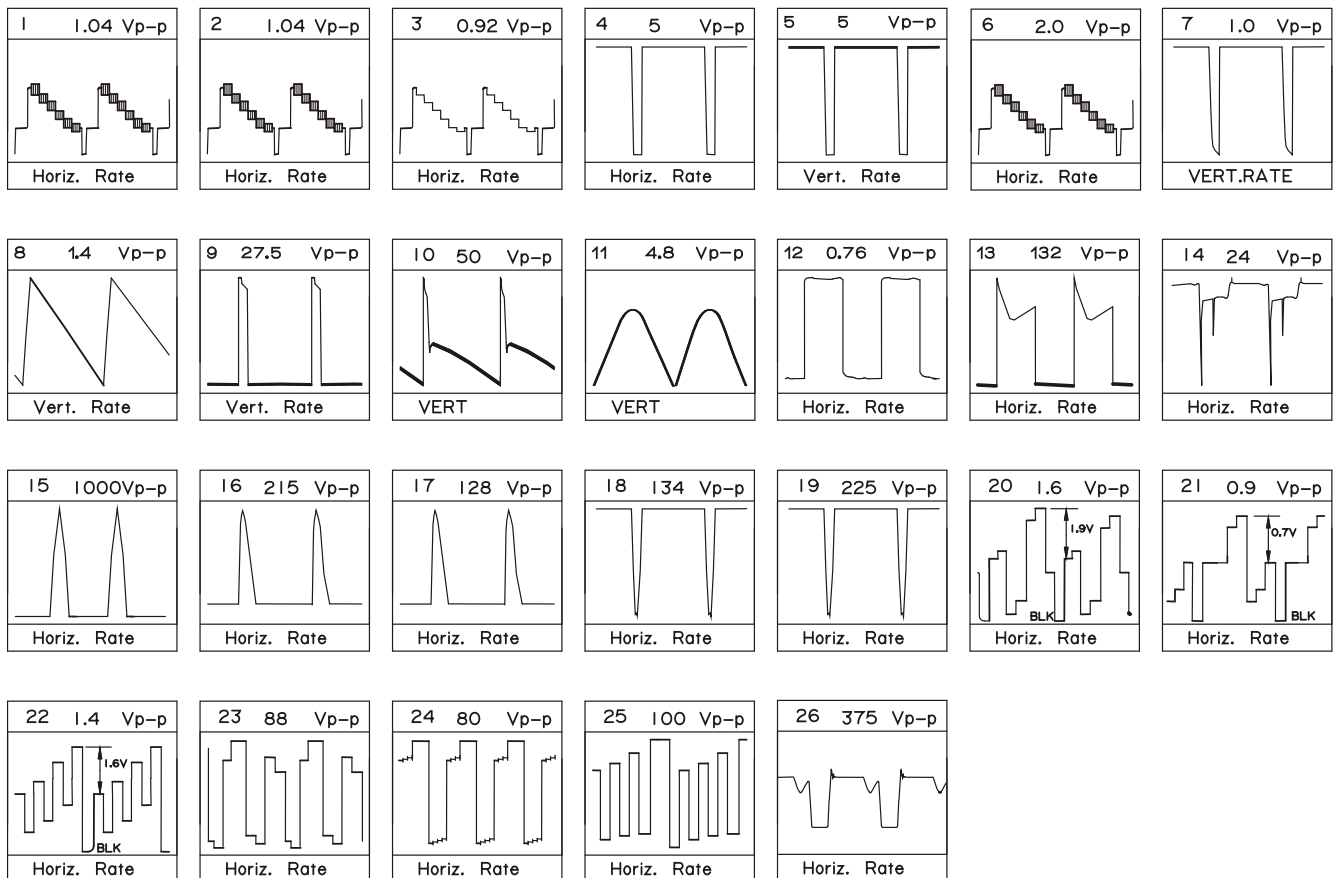 1 1.04 Vp-p
Horiz. Rate
2 1.04 Vp-p
Horiz. Rate
3 0.92 Vp-p
Horiz. Rate
4 5 Vp-p
Horiz. Rate
5 5 Vp-p
Vert. Rate
6 2.0 Vp-p
Horiz. Rate
7 1.0 Vp-p
VERT.RATE
8 1.4 Vp-p
Vert. Rate
9 27.5 Vp-p
Vert. Rate
10 50 Vp-p
VERT
11 4.8 Vp-p
VERT
12 0.76 Vp-p
Horiz. Rate
13 132 Vp-p
Horiz. Rate
14 24 Vp-p
Horiz. Rate
15 1000Vp-p
Horiz. Rate
16 215 Vp-p
Horiz. Rate
17 128 Vp-p
Horiz. Rate
18 134 Vp-p
Horiz. Rate
19 225 Vp-p
Horiz. Rate
20 1.6 Vp-p
1.9V
BLK
Horiz. Rate
21 0.9 Vp-p
0.7V
BLK
Horiz. Rate
22 1.4 Vp-p
1.6V
BLK
Horiz. Rate
23 88 Vp-p
Horiz. Rate
24 80 Vp-p
Horiz. Rate
25 100 Vp-p
Horiz. Rate
26 375 Vp-p
Horiz. Rate